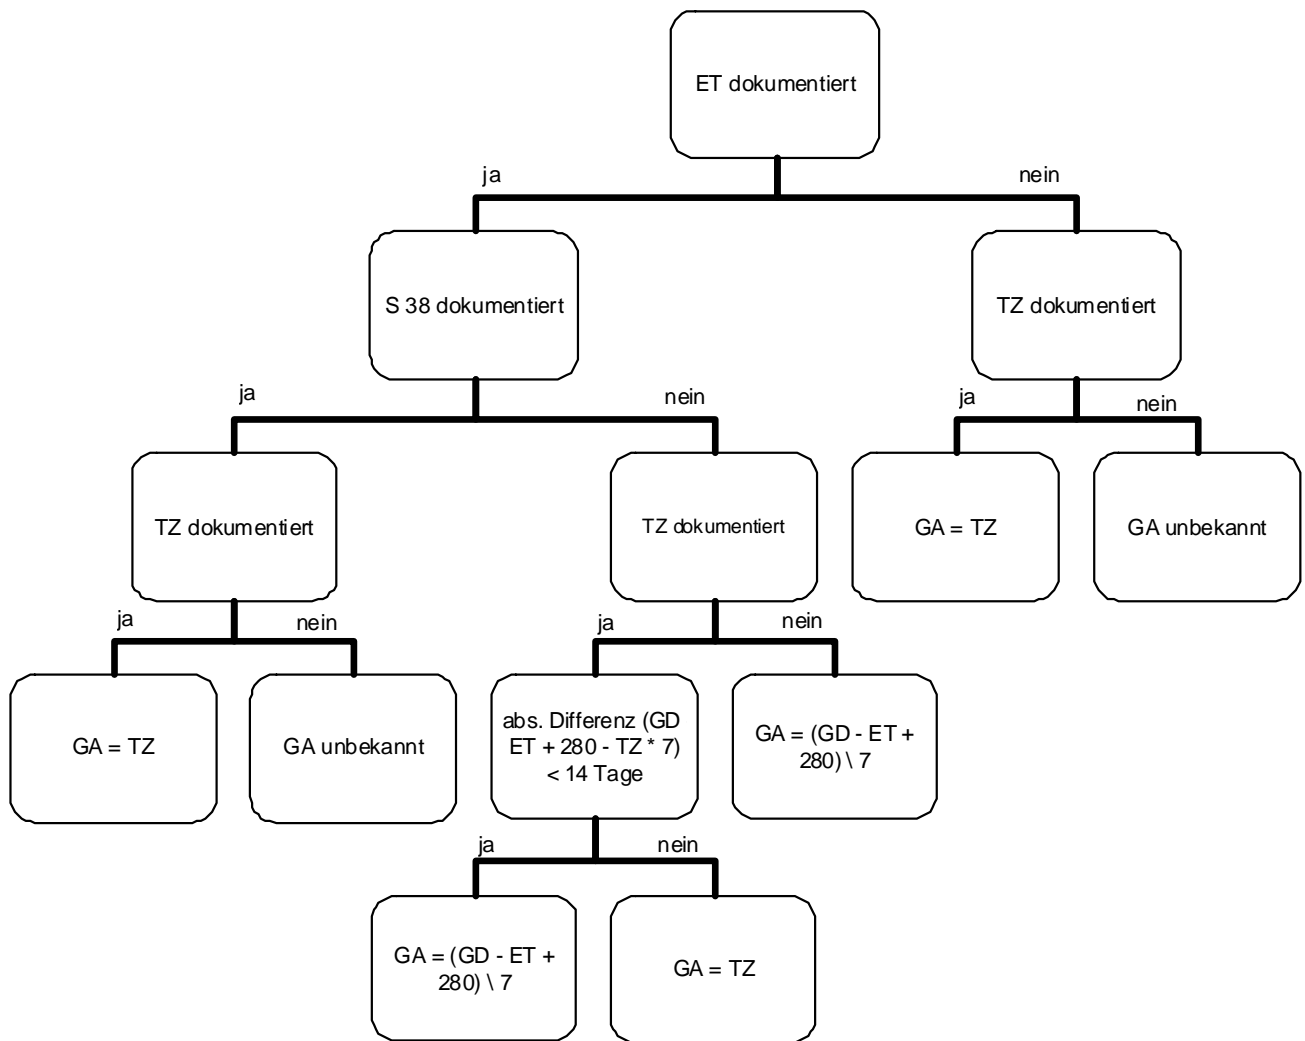 ET dokumentiert
ja
nein
S 38 dokumentiert
TZ dokumentiert
ja
nein
ja
nein
TZ dokumentiert
TZ dokumentiert
GA = TZ
GA unbekannt
ja
nein
ja
nein
GA = TZ
GA unbekannt
abs. Differenz (GD
ET + 280 - TZ * 7)
< 14 Tage
GA = (GD - ET +
280) \ 7
ja
nein
GA = (GD - ET +
280) \ 7
GA = TZ